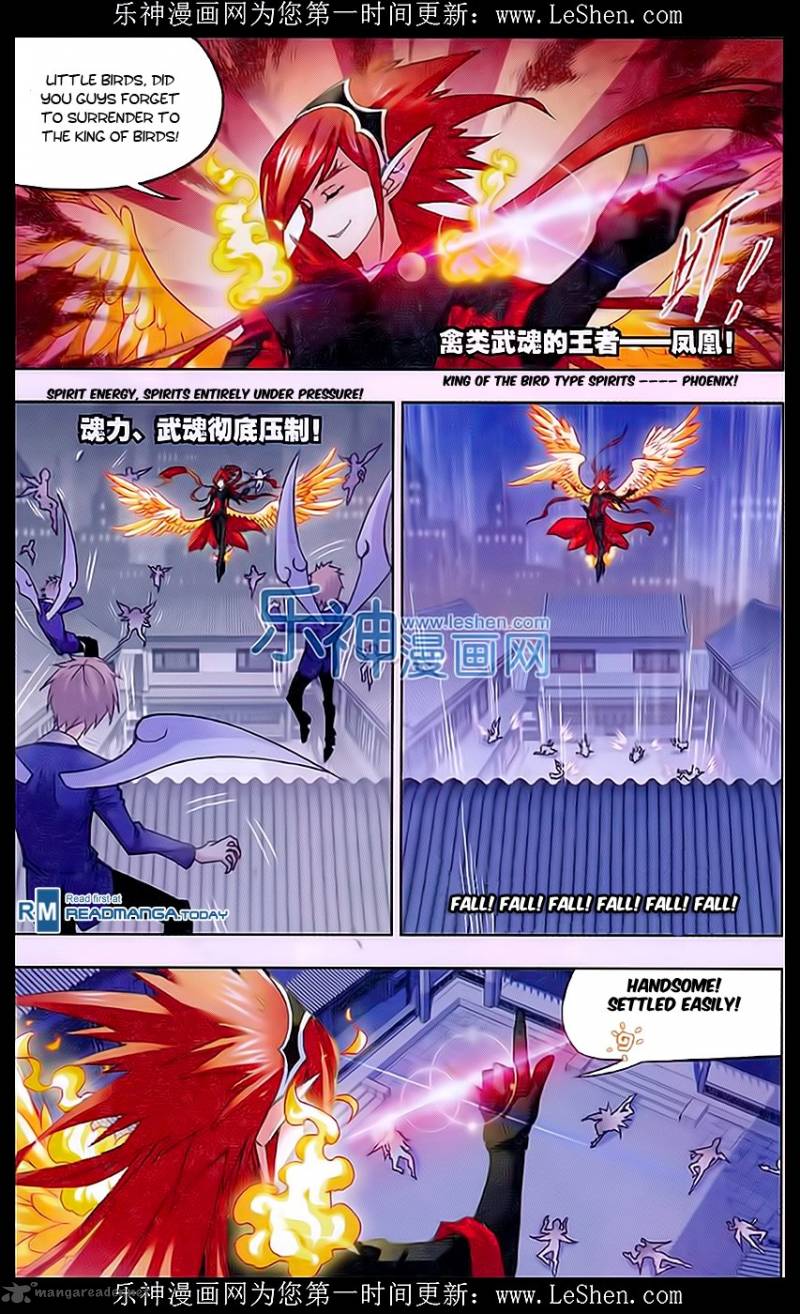 乐神漫画网为您第一时间更新：www.LeShen.com
LITTLE BIRDS, DID
YOU GUYS FORGET
TO SURRENDER TO
THE KING OF BIRDS!
叮!
禽类武魂的王者——凤凰！
KING OF THE BIRD TYPE SPIRITS ---- PHOENIX!
SPIRIT ENERGY, SPIRITS ENTIRELY UNDER PRESSURE!
魂力、武魂彻底压制！
乐神漫画网
www.leshen.com
RM
Read first at
READMANGA.TODAY
FALL! FALL! FALL! FALL! FALL! FALL!
HANDSOME!
SETTLED EASILY!
mangareader.net
乐神漫画网为您第一时间更新：www.LeShen.com